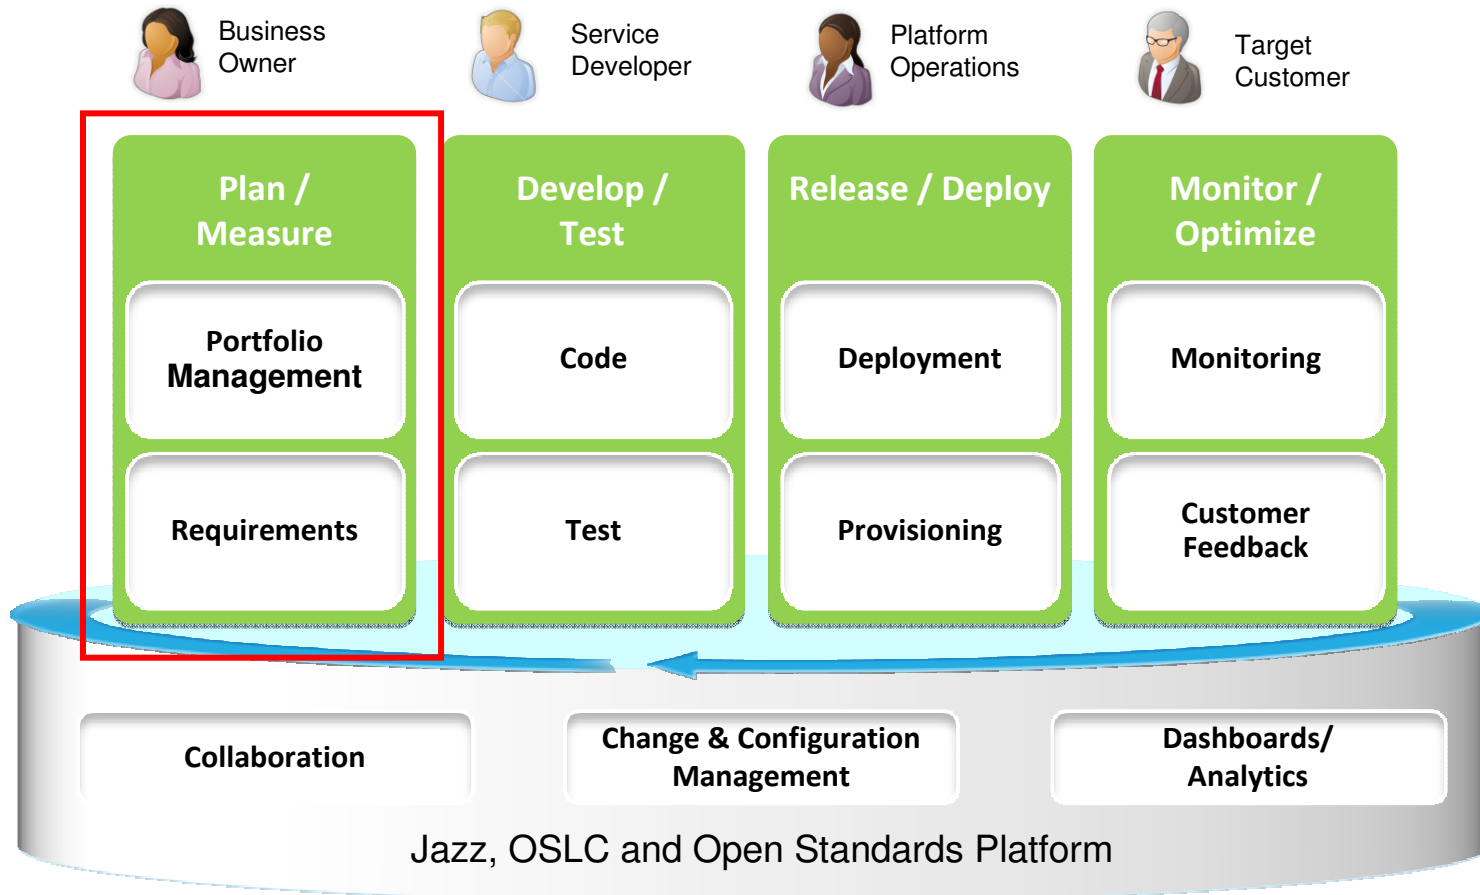 Business
Owner
Service
Developer
Platform
Operations
Target
Customer
Plan /
Measure
Develop /
Test
Release / Deploy
Monitor /
Optimize
Portfolio
Management
Code
Deployment
Monitoring
Requirements
Test
Provisioning
Customer
Feedback
Collaboration
Change & Configuration
Management
Dashboards/
Analytics
Jazz, OSLC and Open Standards Platform